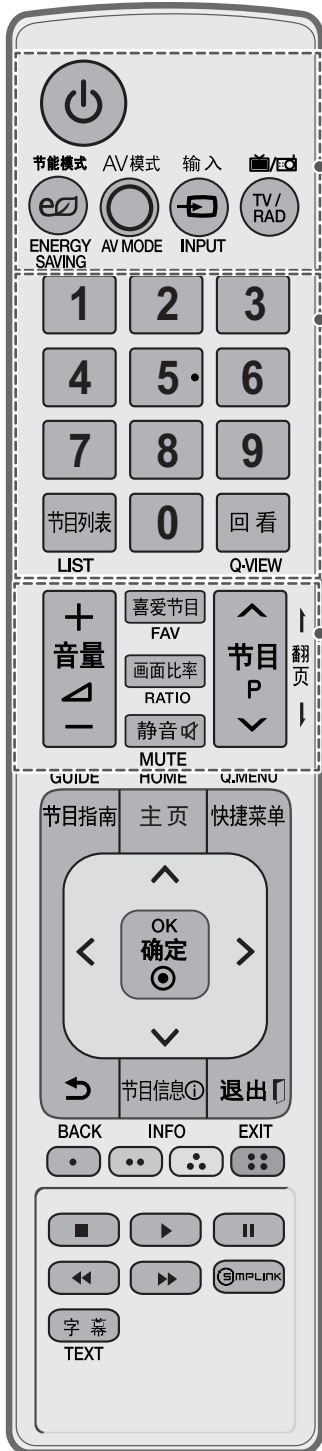 节能模式 AV模式 输入
TV/
RAD
ENERGY
SAVING AV MODE INPUT
1 2 3
4 5 6
7 8 9
节目列表 0 回看
LIST Q-VIEW
喜爱节目
FAV
音量 节目 翻页
画面比率 P
RATIO
静音
MUTE
GUIDE HOME Q.MENU
节目指南 主页 快捷菜单
OK
确定
节目信息 退出
BACK INFO EXIT
SIMPLINK
字幕
TEXT